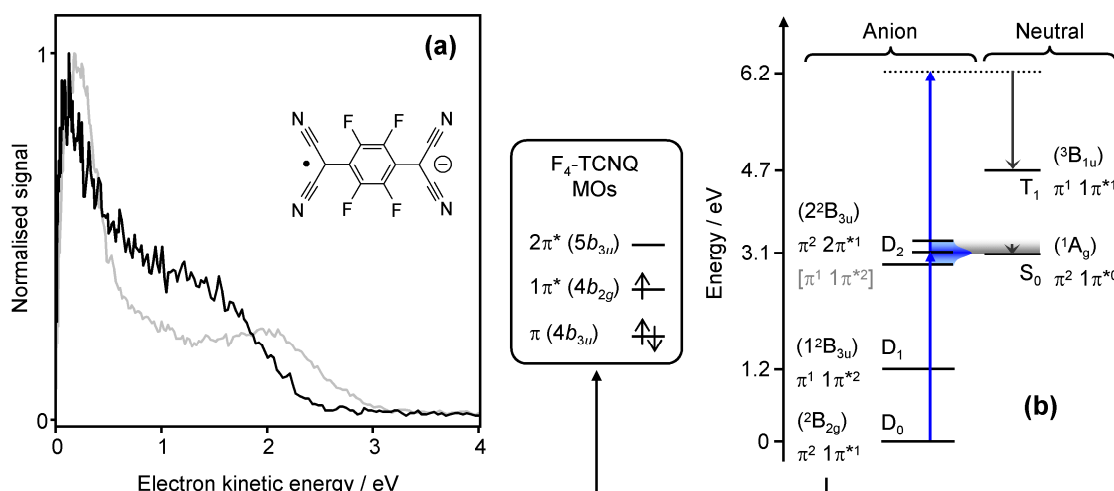 (a)
Normalised signal
1
0
0 1 2 3 4
Electron kinetic energy / eV
N N
F F
• ⊖
F F
N N
F₄-TCNQ
MOs
2π* (5b₃ᵤ)
1π* (4b₂g)
π (4b₃ᵤ)
(b)
Anion Neutral
Energy / eV
6.2
4.7
3.1
1.2
0
(³B₁ᵤ)
T₁ π¹ 1π*¹
(2²B₃ᵤ)
π² 2π*¹ D₂
[π¹ 1π*²]
(¹Ag)
S₀ π² 1π*⁰
(1²B₃ᵤ) D₁
π¹ 1π*²
(²B₂g) D₀
π² 1π*¹